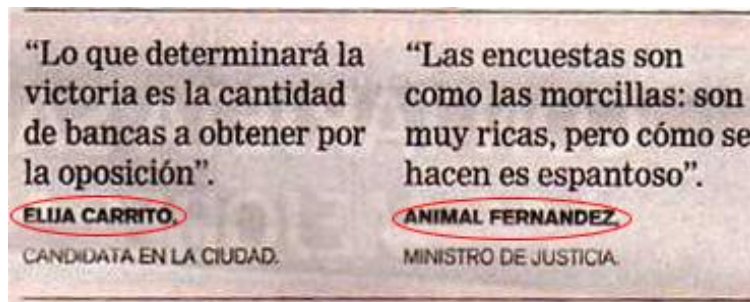 “Lo que determinará la
victoria es la cantidad
de bancas a obtener por
la oposición”.
ELIJA CARRITO,
CANDIDATA EN LA CIUDAD.
“Las encuestas son
como las morcillas: son
muy ricas, pero cómo se
hacen es espantoso”.
ANIMAL FERNANDEZ,
MINISTRO DE JUSTICIA.